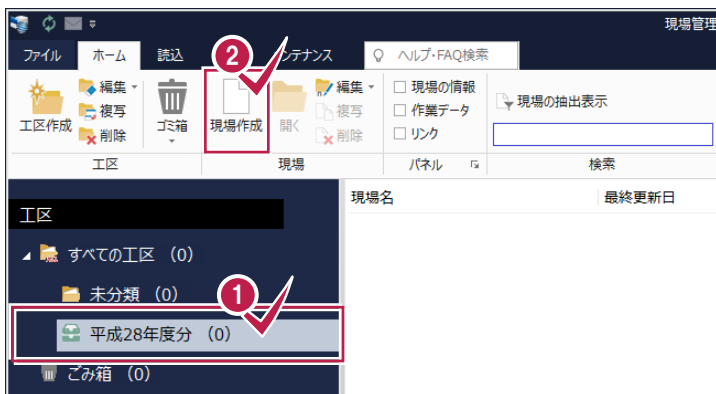 現場管理
ファイル ホーム 読込 ンテナンス ヘルプ・FAQ検索
2
工区作成 編集 複写 削除 ゴミ箱
現場作成 開く 編集 複写 削除
現場の情報
作業データ
リンク
現場の抽出表示
工区 現場 パネル 検索
工区
現場名 最終更新日
すべての工区 (0)
未分類 (0)
1
平成28年度分 (0)
ごみ箱 (0)